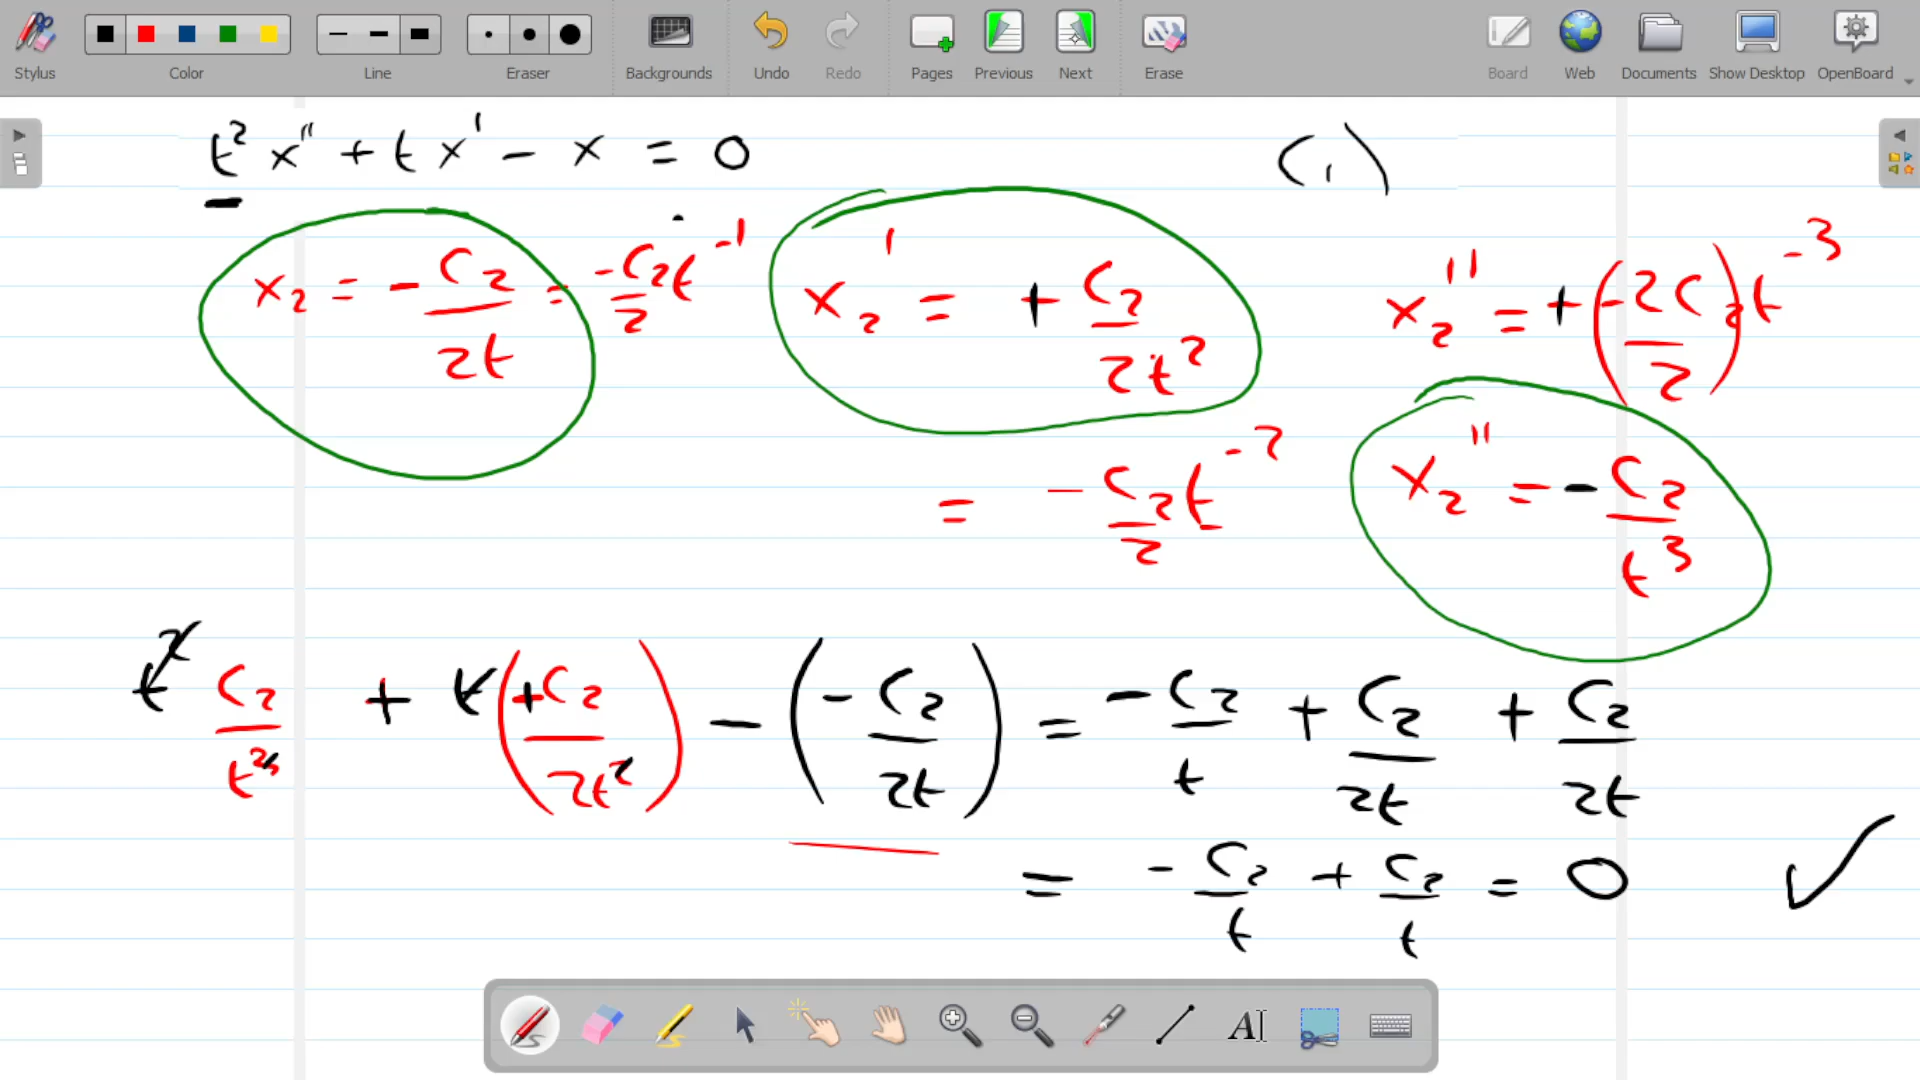 Stylus Color Line Eraser Backgrounds Undo Redo Pages Previous Next Erase Board Web Documents Show Desktop OpenBoard
t² x'' + t x' - x = 0 (1)
x₂ = - C₂/2t = -C₂/2 t⁻¹
x₂' = + C₂/2t²
x₂'' = + (-2C₂/2) t⁻³
= - C₂/2 t⁻²
x₂'' = - C₂/t³
t² C₂/t³ + t (+C₂/2t²) - (-C₂/2t) = -C₂/t + C₂/2t + C₂/2t
= - C₂/t + C₂/t = 0 ✓